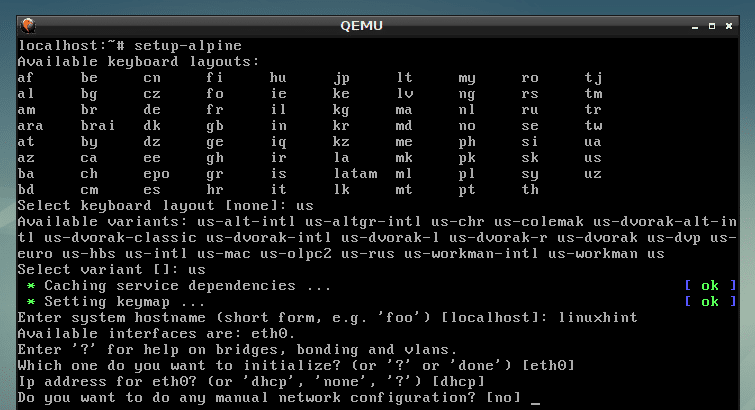 QEMU
localhost:~# setup-alpine
Available keyboard layouts:
af be cn fi hu jp lt my ro tj
al bg cz fo ie ke lv ng rs tm
am br de fr il kg ma nl ru tr
ara brai dk gb in kr md no se tw
at by dz ge iq kz me ph si ua
az ca ee gh ir la mk pk sk us
ba ch epo gr is latam ml pl sy uz
bd cm es hr it lk mt pt th
Select keyboard layout [none]: us
Available variants: us-alt-intl us-altgr-intl us-chr us-colemak us-dvorak-alt-in
tl us-dvorak-classic us-dvorak-intl us-dvorak-l us-dvorak-r us-dvorak us-dvp us-
euro us-hbs us-intl us-mac us-olpc2 us-rus us-workman-intl us-workman us
Select variant []: us
* Caching service dependencies ... [ ok ]
* Setting keymap ... [ ok ]
Enter system hostname (short form, e.g. 'foo') [localhost]: linuxhint
Available interfaces are: eth0.
Enter '?' for help on bridges, bonding and vlans.
Which one do you want to initialize? (or '?' or 'done') [eth0]
Ip address for eth0? (or 'dhcp', 'none', '?') [dhcp]
Do you want to do any manual network configuration? [no] _